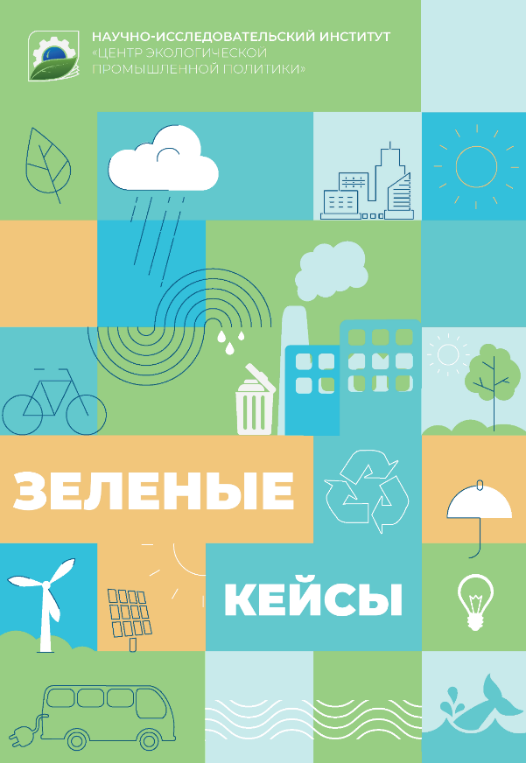 НАУЧНО-ИССЛЕДОВАТЕЛЬСКИЙ ИНСТИТУТ
«ЦЕНТР ЭКОЛОГИЧЕСКОЙ
ПРОМЫШЛЕННОЙ ПОЛИТИКИ»
ЗЕЛЕНЫЕ
КЕЙСЫ